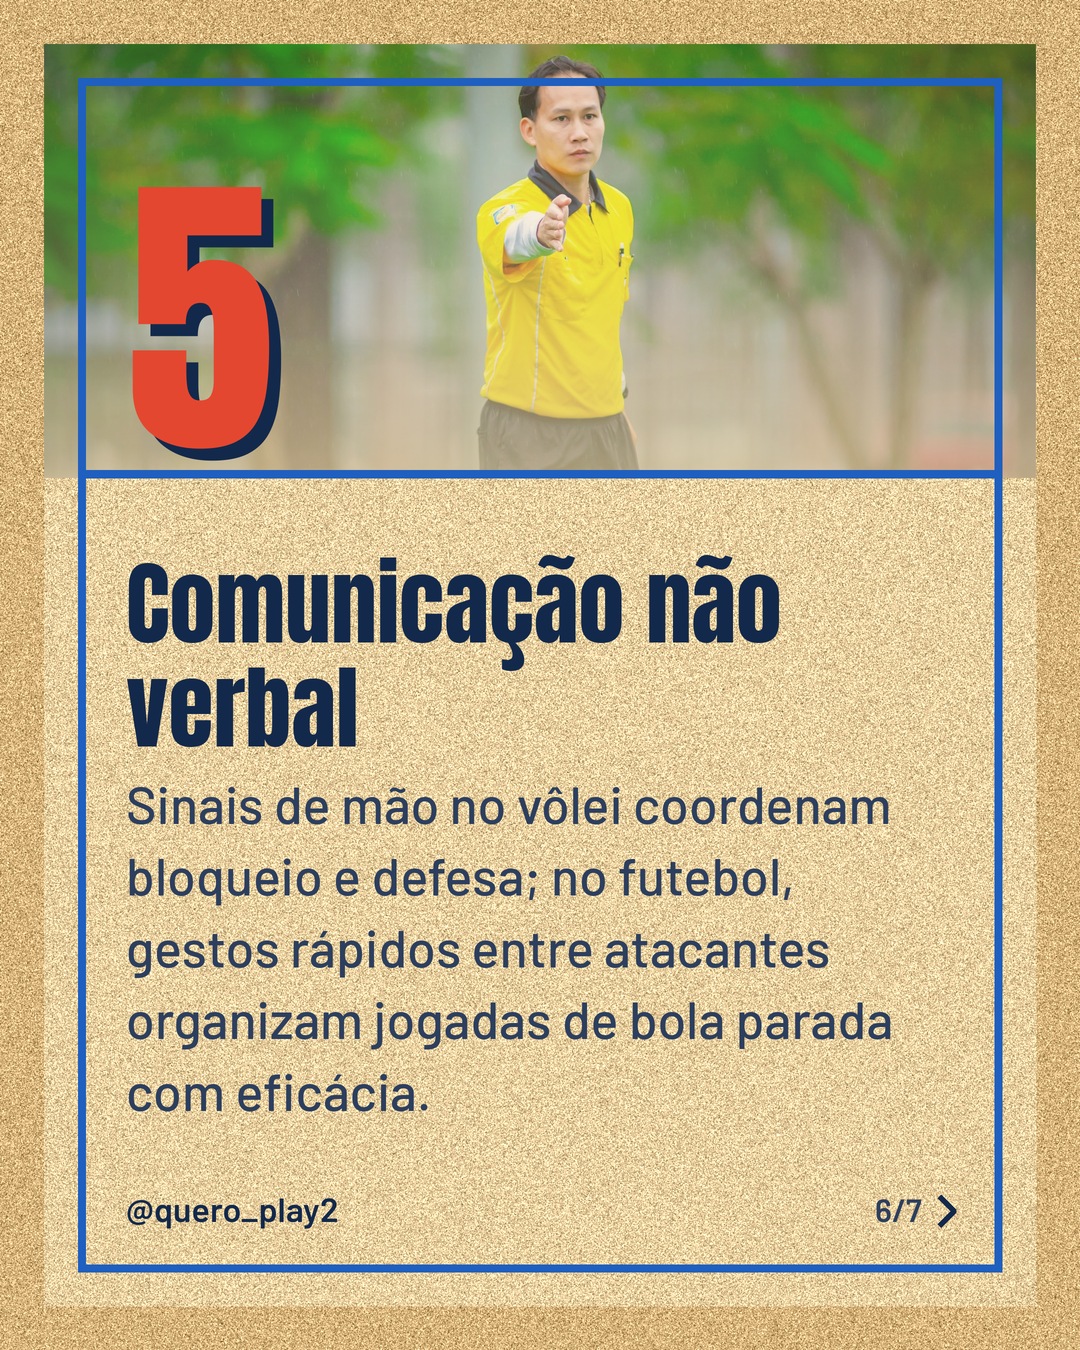 5
Comunicação não
verbal
Sinais de mão no vôlei coordenam
bloqueio e defesa; no futebol,
gestos rápidos entre atacantes
organizam jogadas de bola parada
com eficácia.
@quero_play2
6/7